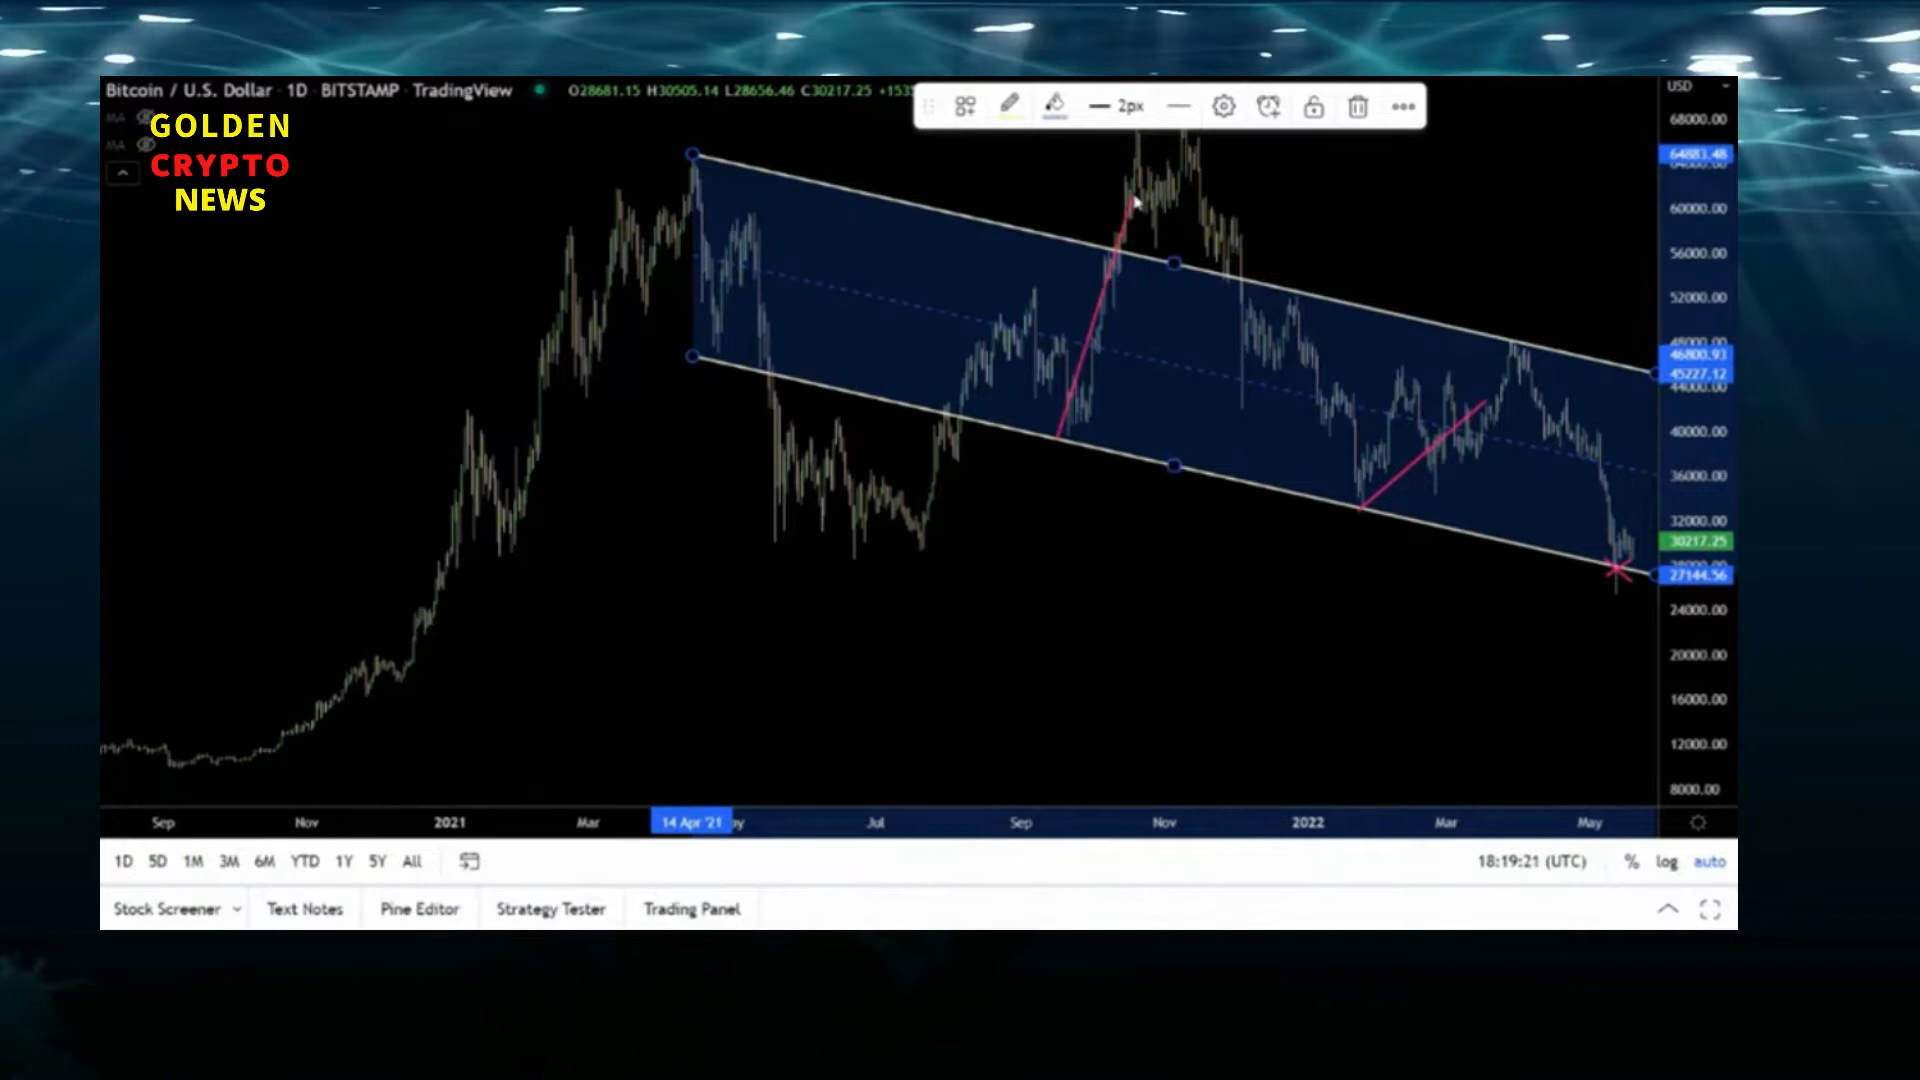 Bitcoin / U.S. Dollar · 1D · BITSTAMP · TradingView
O28681.15 H30505.14 L28656.46 C30217.25
2px
USD
MA
MA
GOLDEN
CRYPTO
NEWS
68000.00
64883.48
60000.00
56000.00
52000.00
46800.93
45227.12
44000.00
40000.00
36000.00
32000.00
30217.25
27144.56
24000.00
20000.00
16000.00
12000.00
8000.00
Sep Nov 2021 Mar 14 Apr '21 Jul Sep Nov 2022 Mar May
1D 5D 1M 3M 6M YTD 1Y 5Y All
18:19:21 (UTC) % log auto
Stock Screener Text Notes Pine Editor Strategy Tester Trading Panel